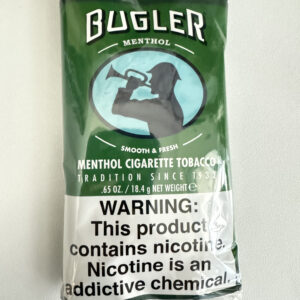 BUGLER
MENTHOL
SMOOTH & FRESH
MENTHOL CIGARETTE TOBACCO
TRADITION SINCE 1932
.65 OZ. / 18.4 g NET WEIGHT ℮
WARNING:
This product
contains nicotine.
Nicotine is an
addictive chemical.